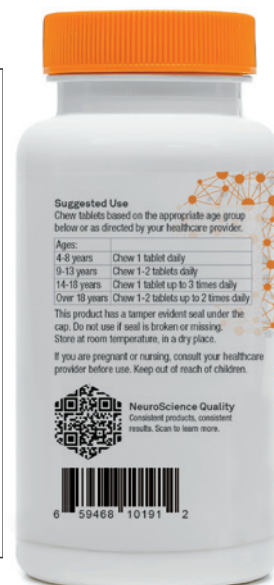 Suggested Use
Chew tablets based on the appropriate age group
below or as directed by your healthcare provider.
Ages:
4-8 years Chew 1 tablet daily
9-13 years Chew 1-2 tablets daily
14-18 years Chew 1 tablet up to 3 times daily
Over 18 years Chew 1-2 tablets up to 2 times daily
This product has a tamper evident seal under the
cap. Do not use if seal is broken or missing.
Store at room temperature, in a dry place.
If you are pregnant or nursing, consult your healthcare
provider before use. Keep out of reach of children.
NeuroScience Quality
Consistent products, consistent
results. Scan to learn more.
6 59468 10191 2